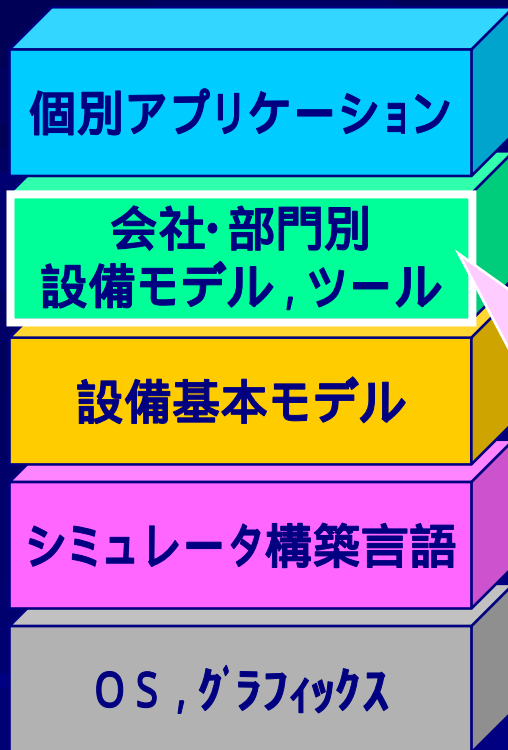 個別アプリケーション
会社・部門別
設備モデル,ツール
設備基本モデル
シミュレータ構築言語
OS,グラフィックス